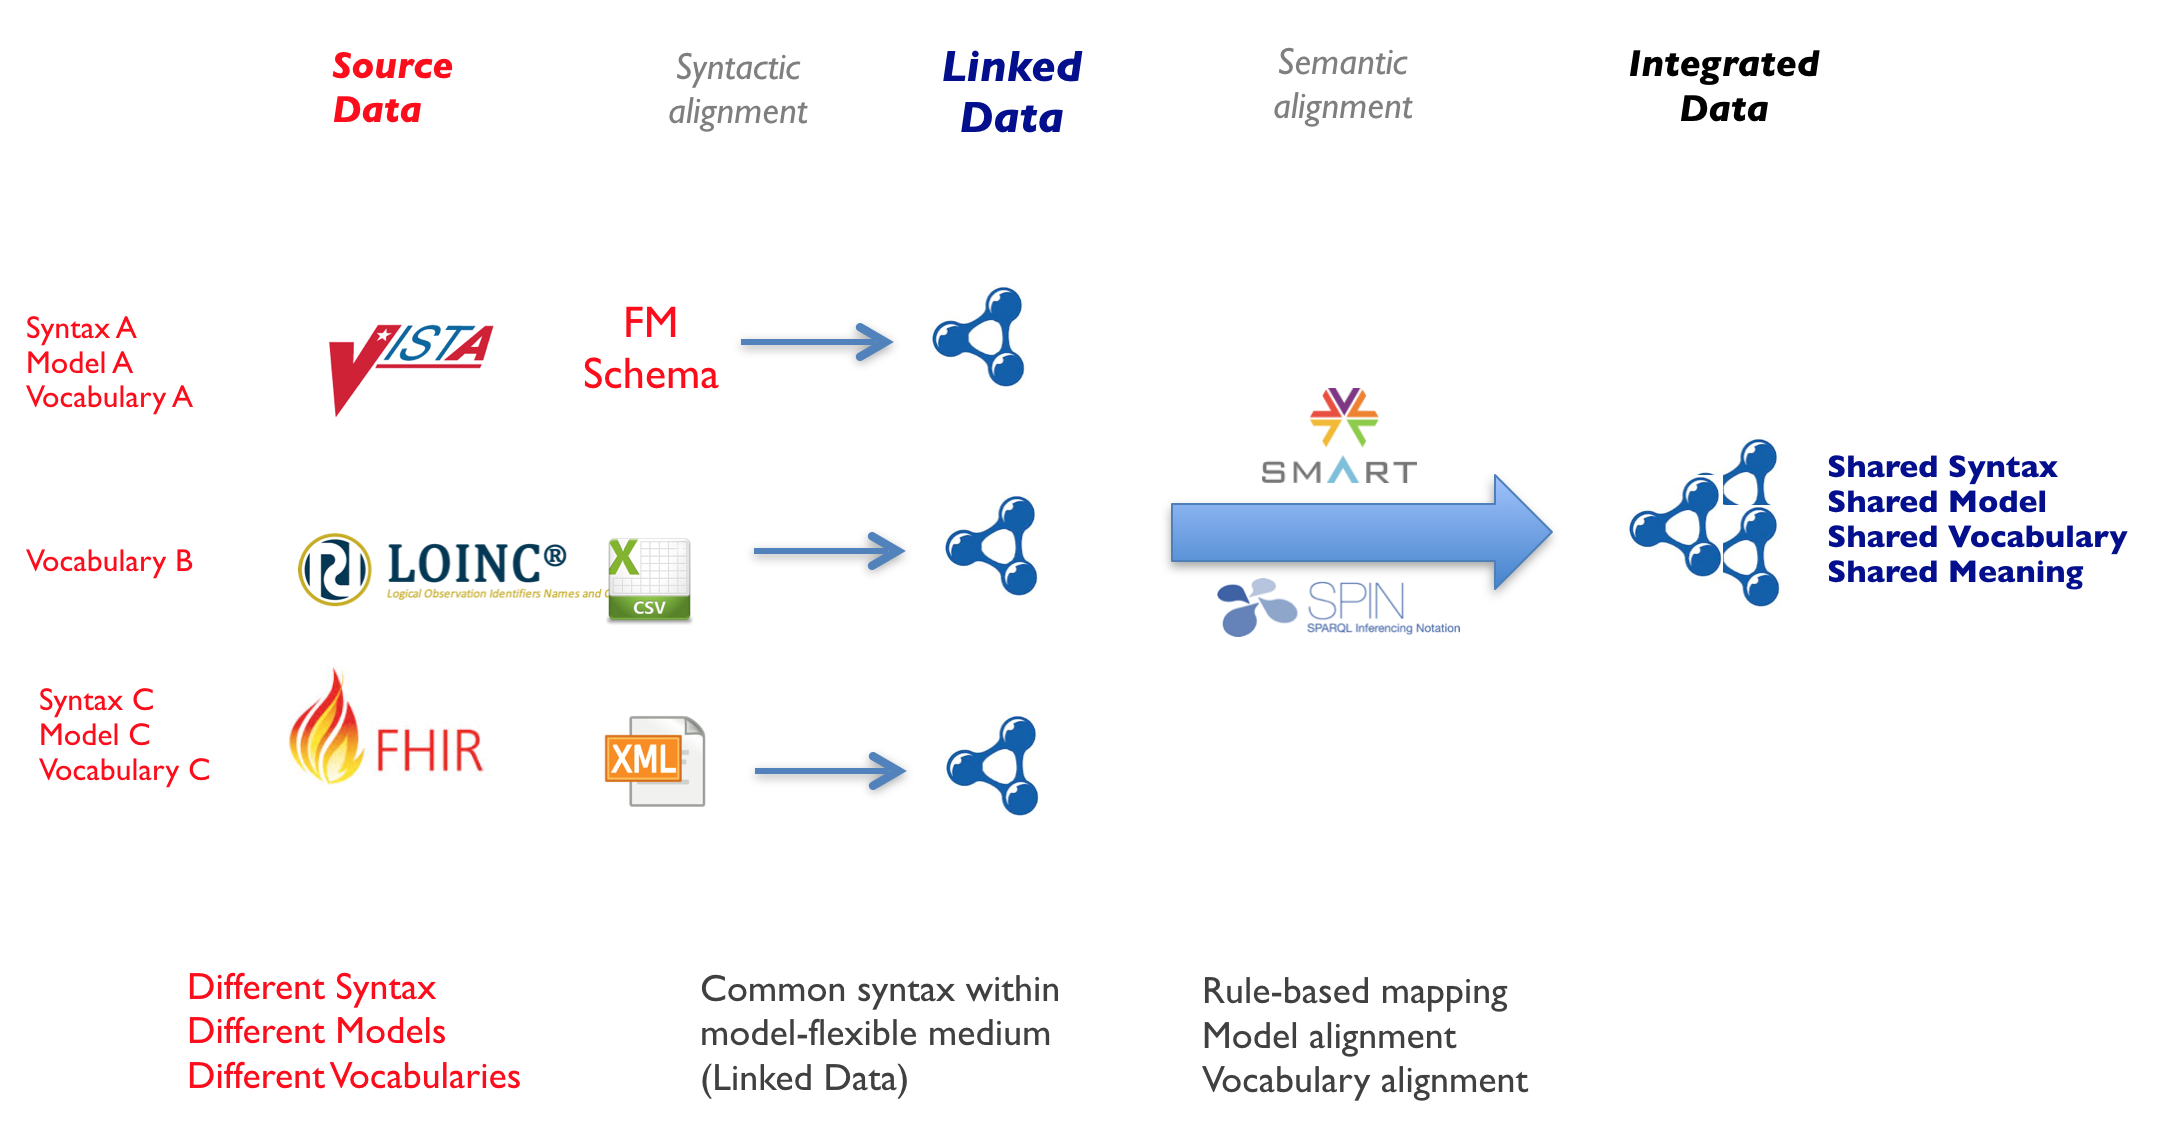 Source
Data
Syntactic
alignment
Linked
Data
Semantic
alignment
Integrated
Data
Syntax A
Model A
Vocabulary A
VISTA
FM
Schema
SMART
Shared Syntax
Shared Model
Shared Vocabulary
Shared Meaning
Vocabulary B
LOINC®
Logical Observation Identifiers Names and
X
CSV
SPIN
SPARQL Inferencing Notation
Syntax C
Model C
Vocabulary C
FHIR
XML
Different Syntax
Different Models
Different Vocabularies
Common syntax within
model-flexible medium
(Linked Data)
Rule-based mapping
Model alignment
Vocabulary alignment